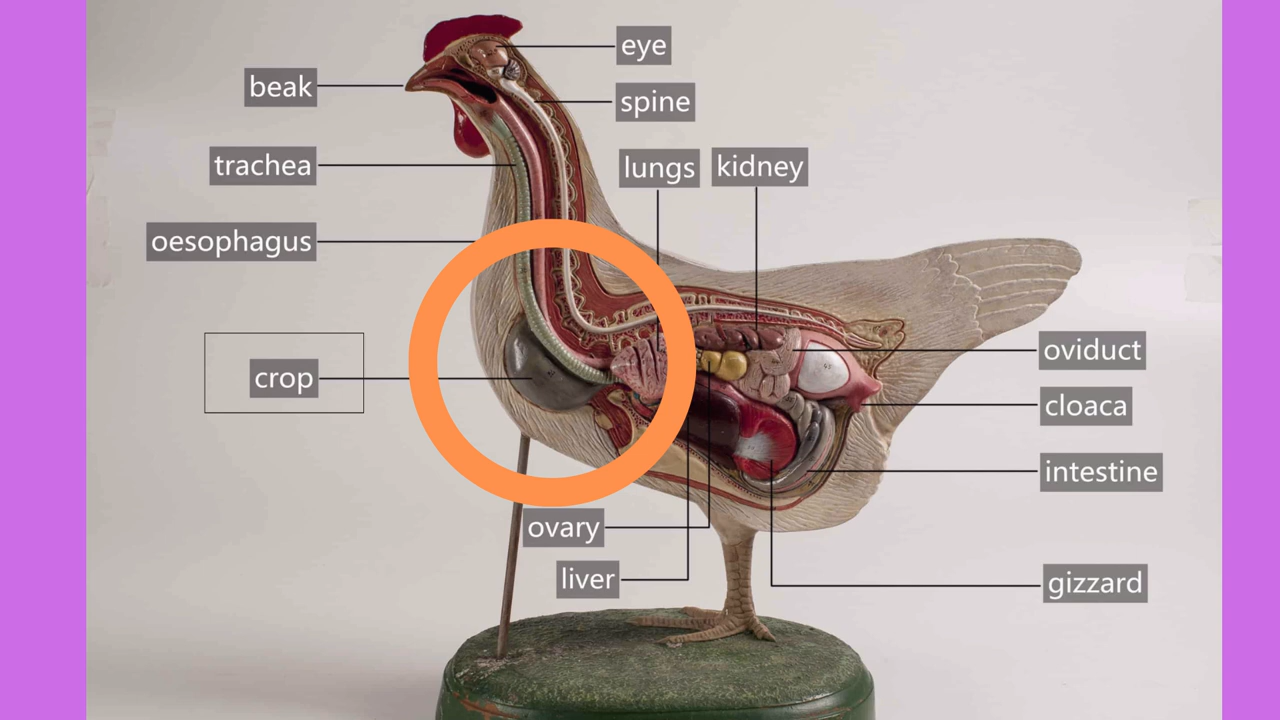 eye
beak
spine
trachea
lungs
kidney
oesophagus
oviduct
crop
cloaca
intestine
ovary
liver
gizzard